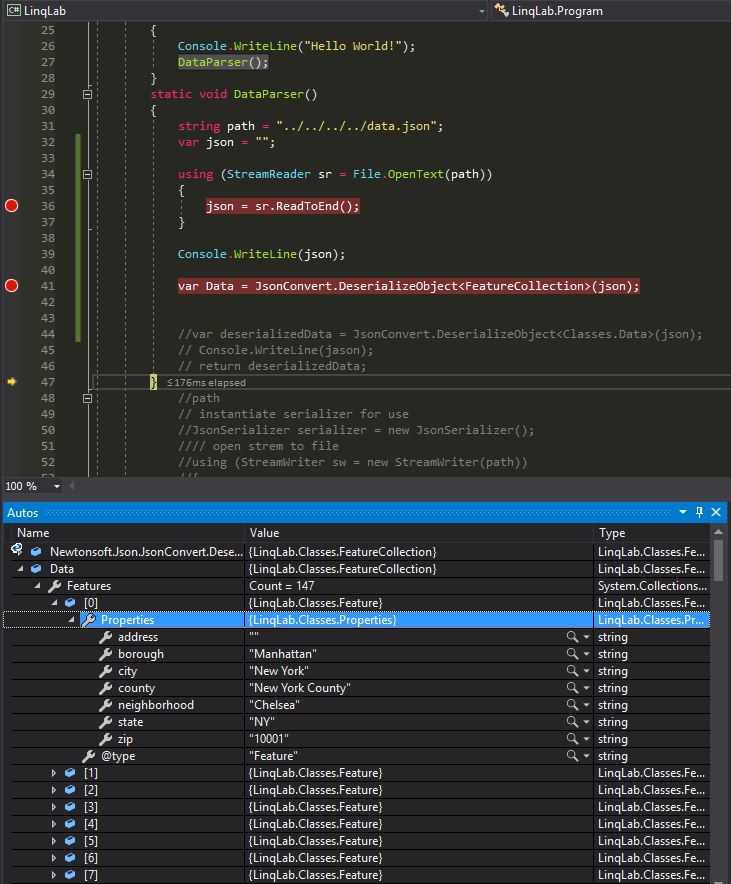 C# LinqLab LinqLab.Program
25 {
26 Console.WriteLine("Hello World!");
27 DataParser();
28 }
29 static void DataParser()
30 {
31 string path = "../../../../data.json";
32 var json = "";
33
34 using (StreamReader sr = File.OpenText(path))
35 {
36 json = sr.ReadToEnd();
37 }
38
39 Console.WriteLine(json);
40
41 var Data = JsonConvert.DeserializeObject<FeatureCollection>(json);
42
43
44 //var deserializedData = JsonConvert.DeserializeObject<Classes.Data>(json);
45 // Console.WriteLine(jason);
46 // return deserializedData;
47 } ≤176ms elapsed
48 //path
49 // instantiate serializer for use
50 //JsonSerializer serializer = new JsonSerializer();
51 //// open strem to file
52 //using (StreamWriter sw = new StreamWriter(path))
100 %
Autos
Name Value Type
Newtonsoft.Json.JsonConvert.Dese... {LinqLab.Classes.FeatureCollection} LinqLab.Classes.Fe...
Data {LinqLab.Classes.FeatureCollection} LinqLab.Classes.Fe...
Features Count = 147 System.Collections...
[0] {LinqLab.Classes.Feature} LinqLab.Classes.Fe...
Properties {LinqLab.Classes.Properties} LinqLab.Classes.Pr...
address "" string
borough "Manhattan" string
city "New York" string
county "New York County" string
neighborhood "Chelsea" string
state "NY" string
zip "10001" string
@type "Feature" string
[1] {LinqLab.Classes.Feature} LinqLab.Classes.Fe...
[2] {LinqLab.Classes.Feature} LinqLab.Classes.Fe...
[3] {LinqLab.Classes.Feature} LinqLab.Classes.Fe...
[4] {LinqLab.Classes.Feature} LinqLab.Classes.Fe...
[5] {LinqLab.Classes.Feature} LinqLab.Classes.Fe...
[6] {LinqLab.Classes.Feature} LinqLab.Classes.Fe...
[7] {LinqLab.Classes.Feature} LinqLab.Classes.Fe...